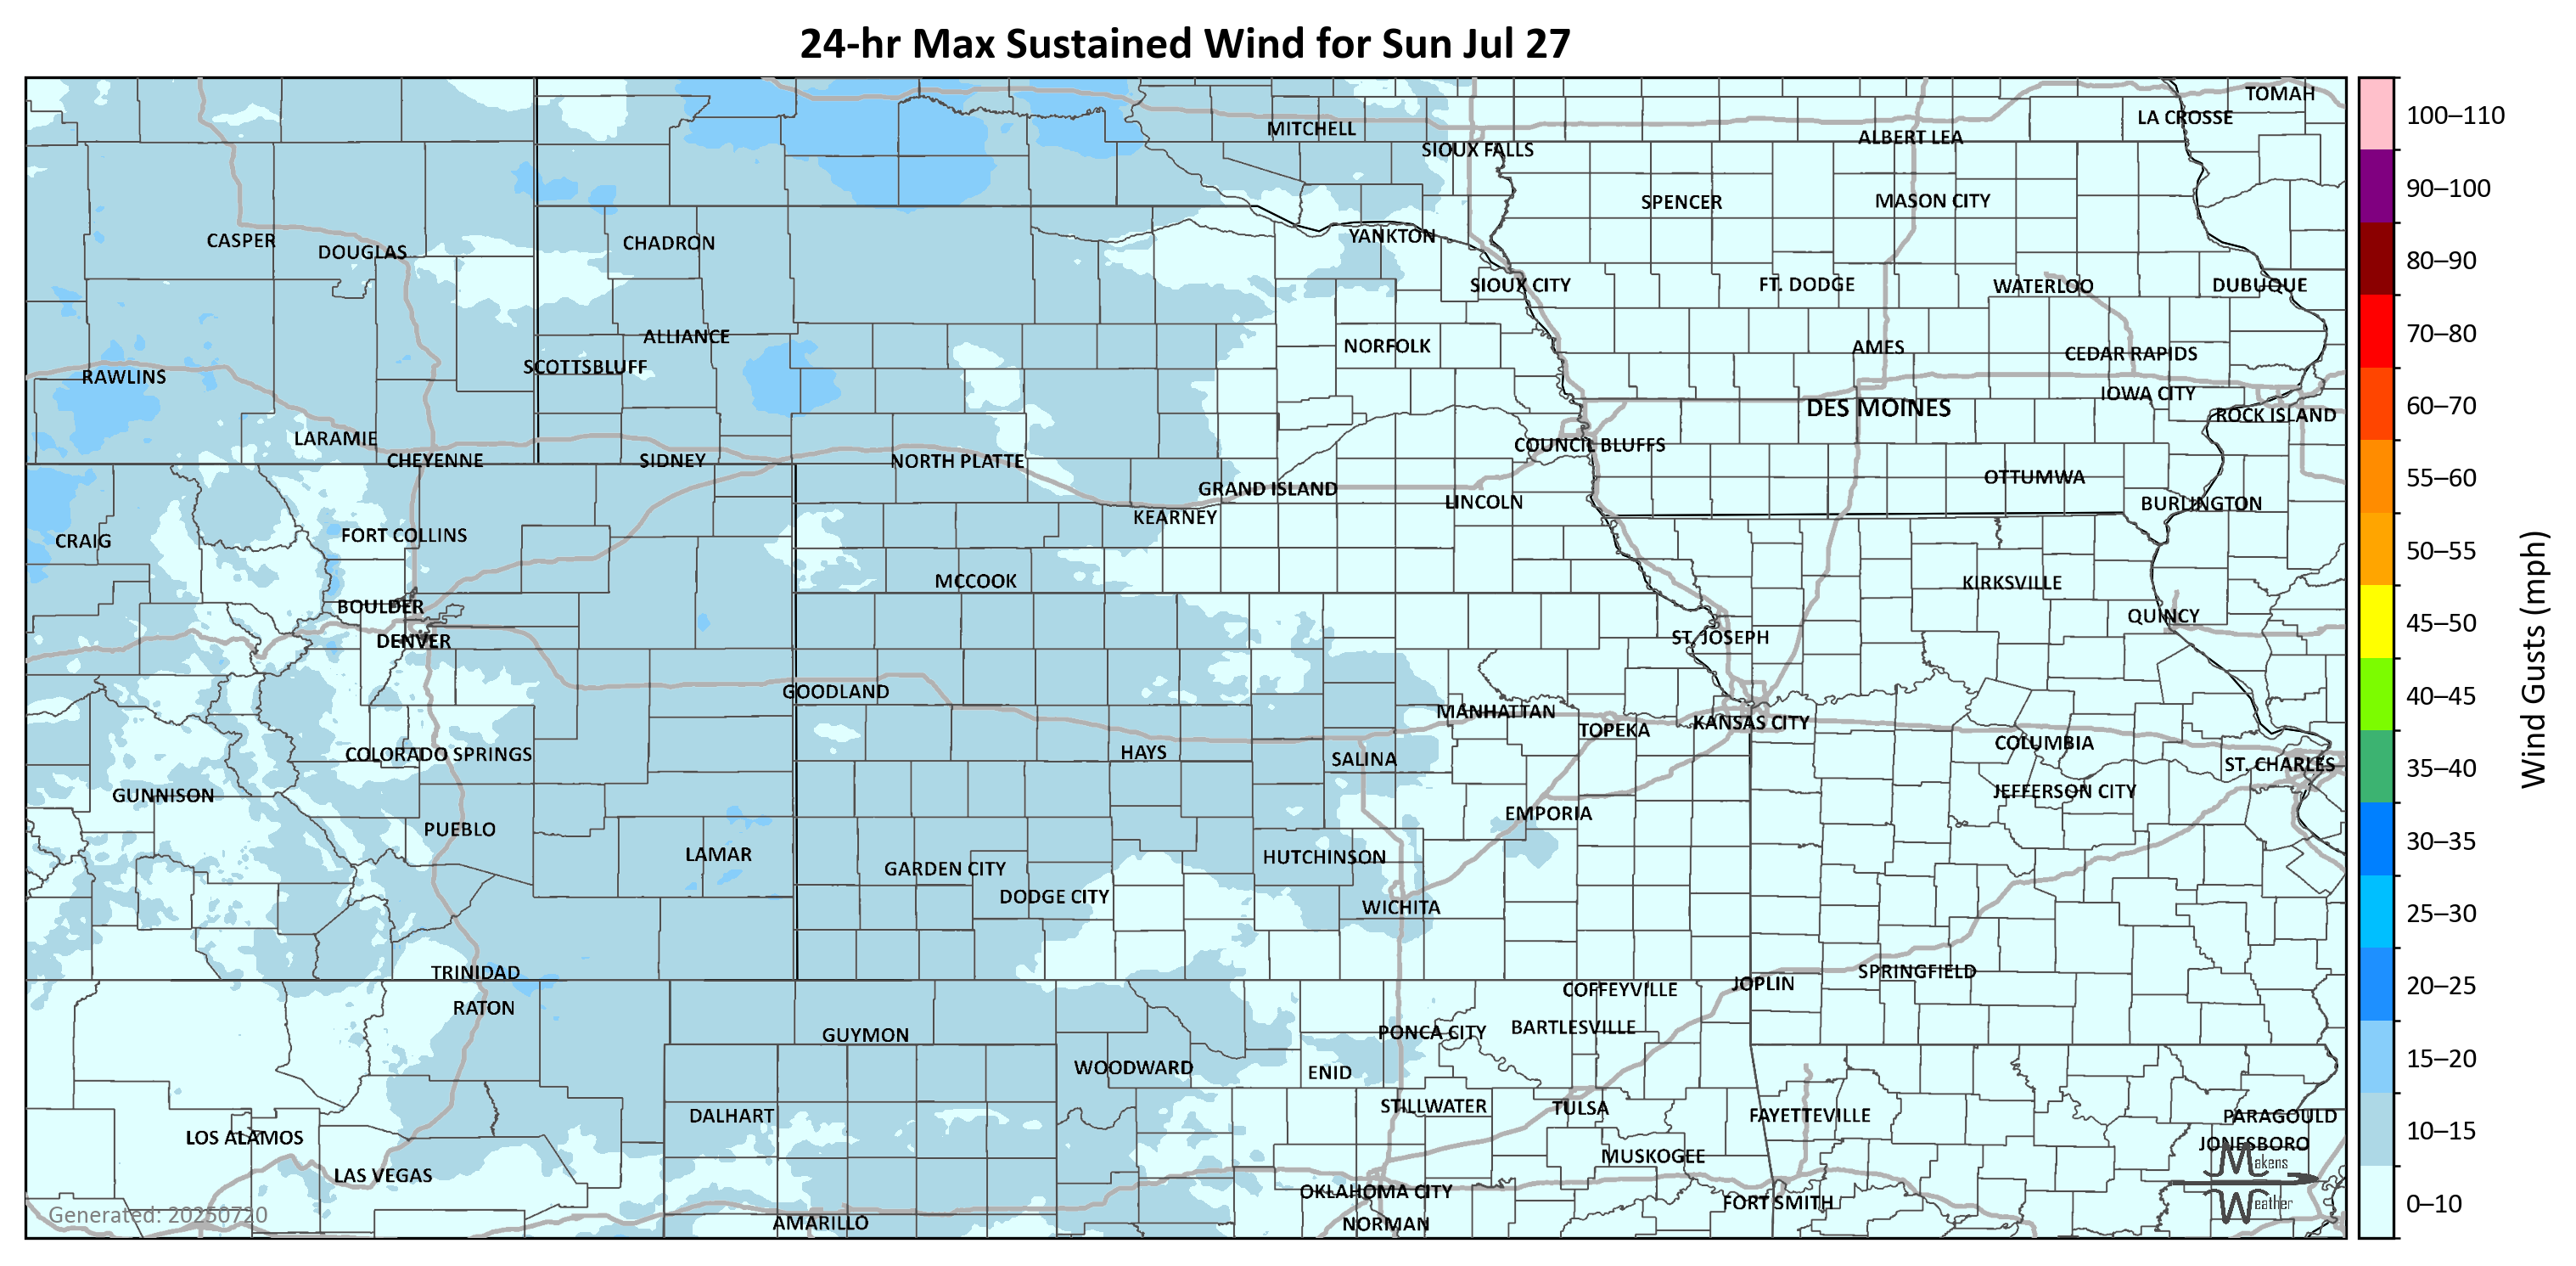 24-hr Max Sustained Wind for Sun Jul 27
TOMAH
LA CROSSE
MITCHELL
ALBERT LEA
SIOUX FALLS
SPENCER
MASON CITY
CASPER
DOUGLAS
CHADRON
YANKTON
SIOUX CITY
FT. DODGE
WATERLOO
DUBUQUE
ALLIANCE
NORFOLK
AMES
CEDAR RAPIDS
SCOTTSBLUFF
RAWLINS
IOWA CITY
DES MOINES
ROCK ISLAND
LARAMIE
COUNCIL BLUFFS
CHEYENNE
SIDNEY
NORTH PLATTE
OTTUMWA
GRAND ISLAND
LINCOLN
BURLINGTON
KEARNEY
FORT COLLINS
CRAIG
MCCOOK
KIRKSVILLE
BOULDER
QUINCY
DENVER
ST. JOSEPH
GOODLAND
MANHATTAN
TOPEKA
KANSAS CITY
COLUMBIA
COLORADO SPRINGS
HAYS
SALINA
ST. CHARLES
GUNNISON
JEFFERSON CITY
EMPORIA
PUEBLO
LAMAR
HUTCHINSON
GARDEN CITY
DODGE CITY
WICHITA
TRINIDAD
SPRINGFIELD
JOPLIN
COFFEYVILLE
RATON
GUYMON
PONCA CITY
BARTLESVILLE
WOODWARD
ENID
DALHART
STILLWATER
TULSA
FAYETTEVILLE
PARAGOULD
LOS ALAMOS
JONESBORO
MUSKOGEE
LAS VEGAS
OKLAHOMA CITY
FORT SMITH
AMARILLO
NORMAN
Generated: 20250720
Makens
Weather
100–110
90–100
80–90
70–80
60–70
55–60
50–55
45–50
40–45
35–40
30–35
25–30
20–25
15–20
10–15
0–10
Wind Gusts (mph)